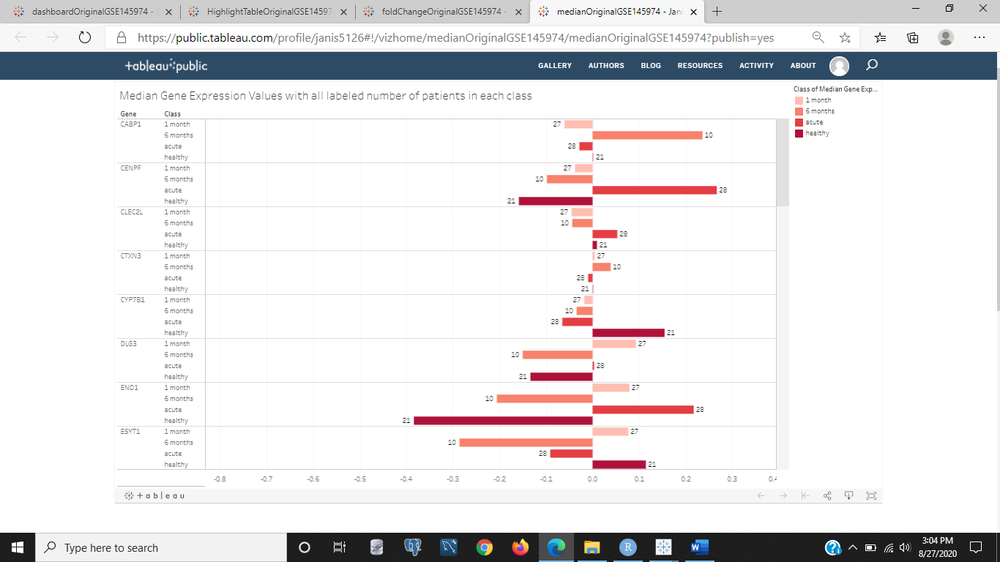 dashboardOriginalGSE145974 - J
HighlightTableOriginalGSE14597
foldChangeOriginalGSE145974 -
medianOriginalGSE145974 - Jani
https://public.tableau.com/profile/janis5126#!/vizhome/medianOriginalGSE145974/medianOriginalGSE145974?publish=yes
+ableau public
GALLERY AUTHORS BLOG RESOURCES ACTIVITY ABOUT
Median Gene Expression Values with all labeled number of patients in each class
Class of Median Gene Exp...
1 month
6 months
acute
healthy
Gene Class
CABP1 1 month 27
6 months 10
acute 28
healthy 21
CENPF 1 month 27
6 months 10
acute 28
healthy 21
CLEC2L 1 month 27
6 months 10
acute 28
healthy 21
CTXN3 1 month 27
6 months 10
acute 28
healthy 21
CYP7B1 1 month 27
6 months 10
acute 28
healthy 21
DLG3 1 month 27
6 months 10
acute 28
healthy 21
ENO1 1 month 27
6 months 10
acute 28
healthy 21
ESYT1 1 month 27
6 months 10
acute 28
healthy 21
-0.8 -0.7 -0.6 -0.5 -0.4 -0.3 -0.2 -0.1 0.0 0.1 0.2 0.3 0.4
+ableau
Type here to search
W
R
3:04 PM
8/27/2020